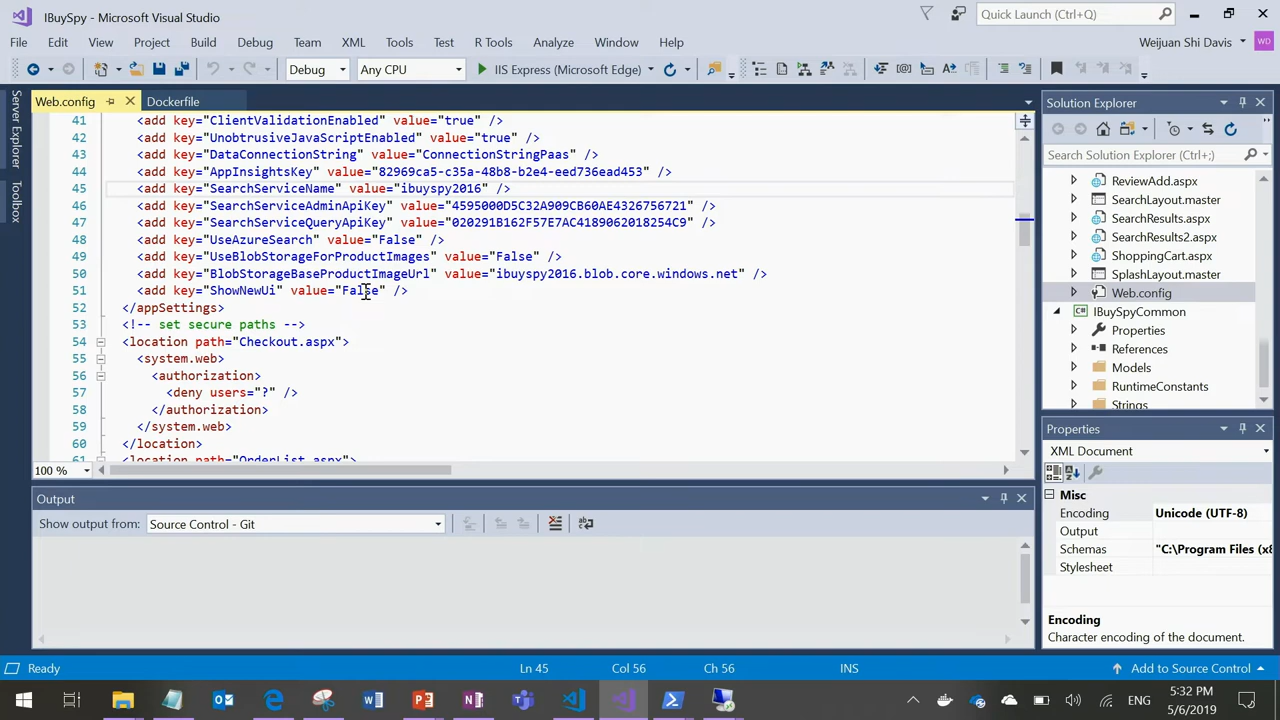 IBuySpy - Microsoft Visual Studio
Quick Launch (Ctrl+Q)
File Edit View Project Build Debug Team XML Tools Test R Tools Analyze Window Help
Weijuan Shi Davis WD
Debug Any CPU IIS Express (Microsoft Edge)
Server Explorer
Toolbox
Web.config Dockerfile
41 <add key="ClientValidationEnabled" value="true" />
42 <add key="UnobtrusiveJavaScriptEnabled" value="true" />
43 <add key="DataConnectionString" value="ConnectionStringPaas" />
44 <add key="AppInsightsKey" value="82969ca5-c35a-48b8-b2e4-eed736ead453" />
45 <add key="SearchServiceName" value="ibuyspy2016" />
46 <add key="SearchServiceAdminApiKey" value="4595000D5C32A909CB60AE4326756721" />
47 <add key="SearchServiceQueryApiKey" value="020291B162F57E7AC4189062018254C9" />
48 <add key="UseAzureSearch" value="False" />
49 <add key="UseBlobStorageForProductImages" value="False" />
50 <add key="BlobStorageBaseProductImageUrl" value="ibuyspy2016.blob.core.windows.net" />
51 <add key="ShowNewUi" value="False" />
52 </appSettings>
53 <!-- set secure paths -->
54 <location path="Checkout.aspx">
55 <system.web>
56 <authorization>
57 <deny users="?" />
58 </authorization>
59 </system.web>
60 </location>
61 <location path="OrderList.aspx">
100 %
Output
Show output from: Source Control - Git
Solution Explorer
Search Solution Explorer (Ctrl+;)
ReviewAdd.aspx
SearchLayout.master
SearchResults.aspx
SearchResults2.aspx
ShoppingCart.aspx
SplashLayout.master
Web.config
IBuySpyCommon
Properties
References
Models
RuntimeConstants
Strings
Properties
XML Document
Misc
Encoding Unicode (UTF-8)
Output
Schemas "C:\Program Files (x8
Stylesheet
Encoding
Character encoding of the document.
Ready Ln 45 Col 56 Ch 56 INS Add to Source Control
ENG
5:32 PM
5/6/2019